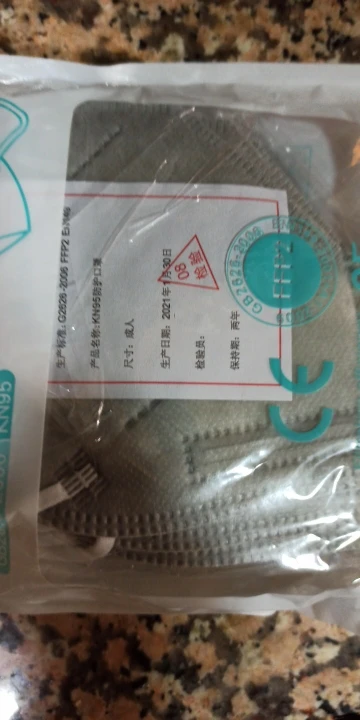 生产标准: G2626-2006 FFP2
产品名称: KN95防护口罩
尺寸: 成人
生产日期: 2021年1月30日
检验员:
保持期: 两年
08
检验
GB2626-2006
FFP2
CE
KN95